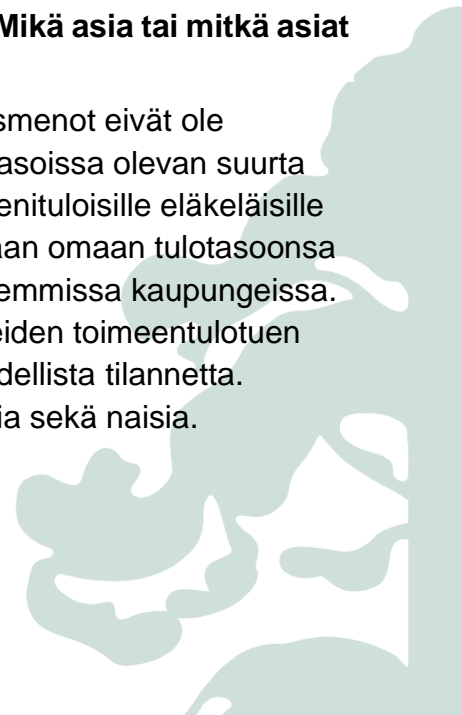 Mikä asia tai mitkä asiat
smenot eivät ole
asoissa olevan suurta
enituloisille eläkeläisille
aan omaan tulotasoonsa
emmissa kaupungeissa.
eiden toimeentulotuen
dellista tilannetta.
ia sekä naisia.